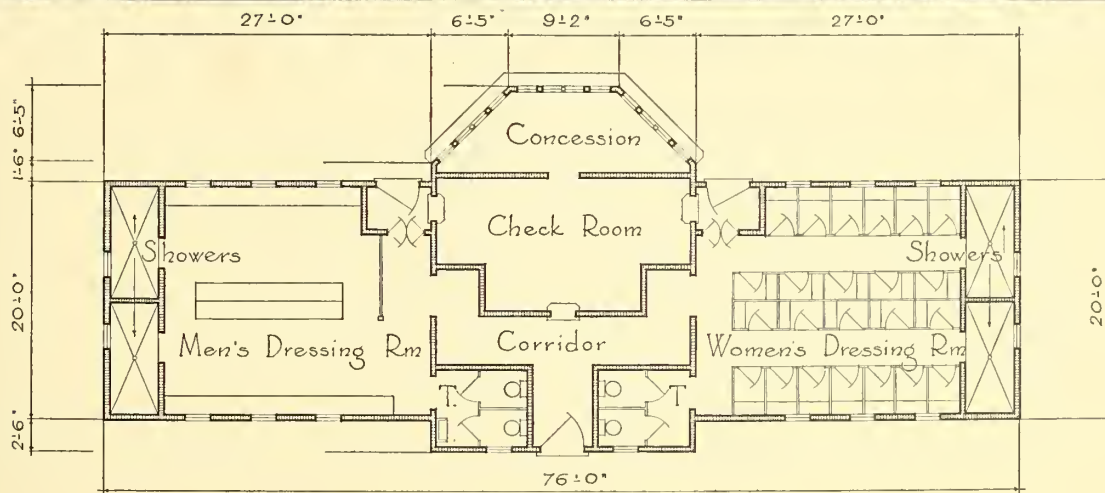 27'-0" 6'-5" 9'-2" 6'-5" 27'-0"
6'-5"
1'-6"
20'-0"
2'-6"
Concession
Check Room
Showers
Showers
20'-0"
Men's Dressing Rm
Corridor
Women's Dressing Rm
T.
T
76'-0"